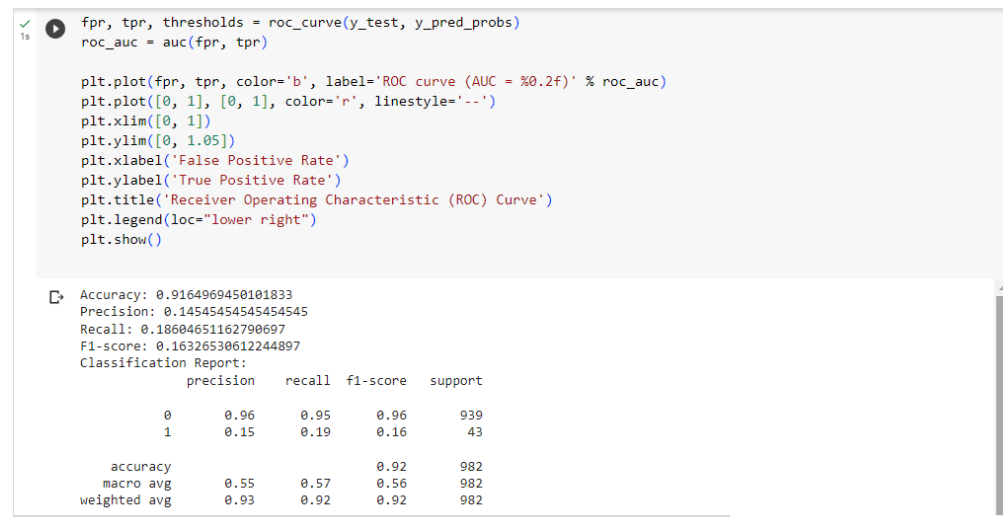 fpr, tpr, thresholds = roc_curve(y_test, y_pred_probs)
1s
roc_auc = auc(fpr, tpr)
plt.plot(fpr, tpr, color='b', label='ROC curve (AUC = %0.2f)' % roc_auc)
plt.plot([0, 1], [0, 1], color='r', linestyle='--')
plt.xlim([0, 1])
plt.ylim([0, 1.05])
plt.xlabel('False Positive Rate')
plt.ylabel('True Positive Rate')
plt.title('Receiver Operating Characteristic (ROC) Curve')
plt.legend(loc="lower right")
plt.show()
Accuracy: 0.9164969450101833
Precision: 0.14545454545454545
Recall: 0.18604651162790697
F1-score: 0.16326530612244897
Classification Report:
precision recall f1-score support
0 0.96 0.95 0.96 939
1 0.15 0.19 0.16 43
accuracy 0.92 982
macro avg 0.55 0.57 0.56 982
weighted avg 0.93 0.92 0.92 982